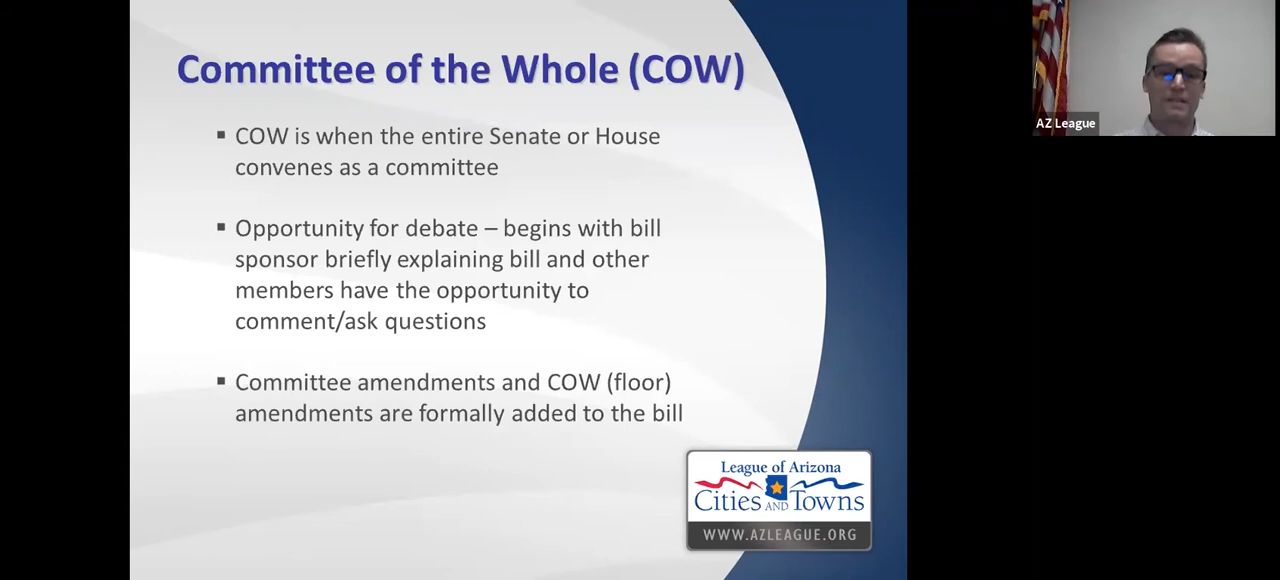 Committee of the Whole (COW)
▪ COW is when the entire Senate or House
convenes as a committee
▪ Opportunity for debate – begins with bill
sponsor briefly explaining bill and other
members have the opportunity to
comment/ask questions
▪ Committee amendments and COW (floor)
amendments are formally added to the bill
League of Arizona
Cities AND Towns
WWW.AZLEAGUE.ORG
AZ League